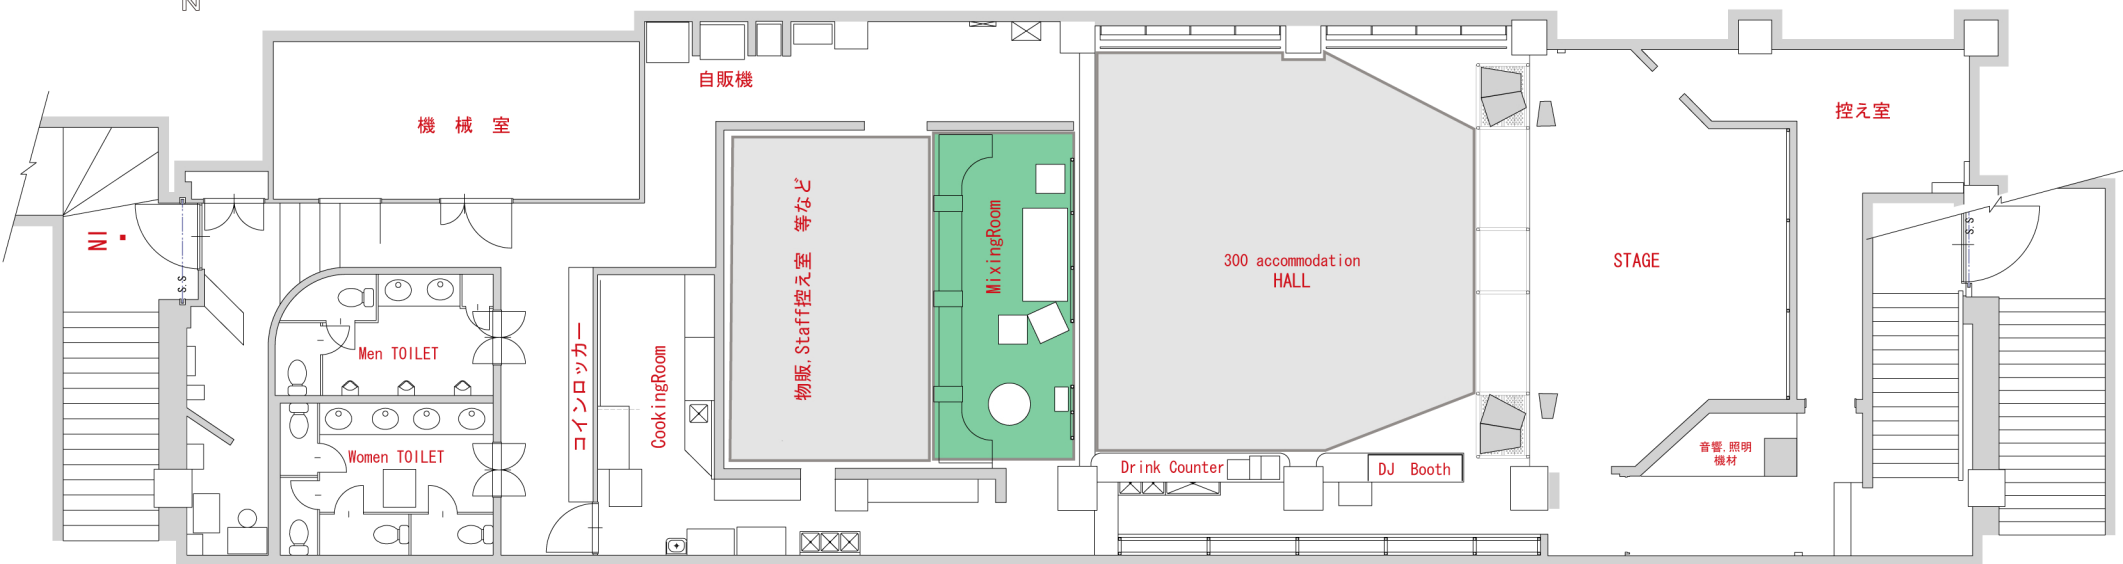 N
自販機
機 械 室
控え室
IN
S.S
物販,Staff控え室 等など
MixingRoom
300 accommodation
HALL
STAGE
S.S
Men TOILET
コインロッカー
CookingRoom
Women TOILET
Drink Counter
DJ Booth
音響,照明
機材